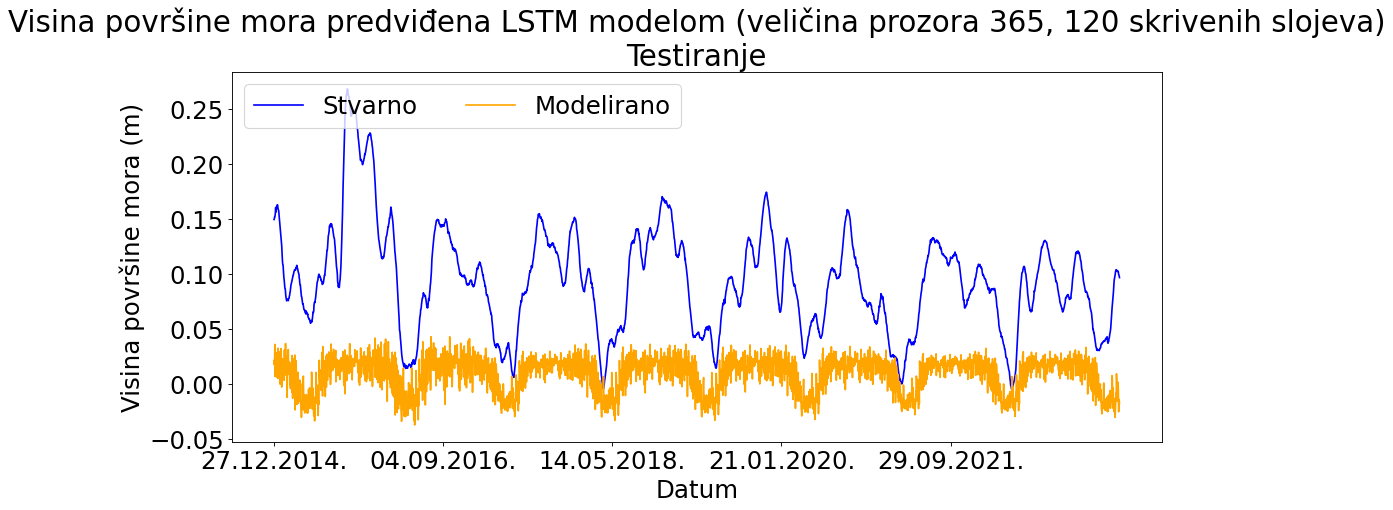 Visina površine mora predviđena LSTM modelom (veličina prozora 365, 120 skrivenih slojeva)
Testiranje
Stvarno Modelirano
Visina površine mora (m)
0.25
0.20
0.15
0.10
0.05
0.00
−0.05
27.12.2014. 04.09.2016. 14.05.2018. 21.01.2020. 29.09.2021.
Datum